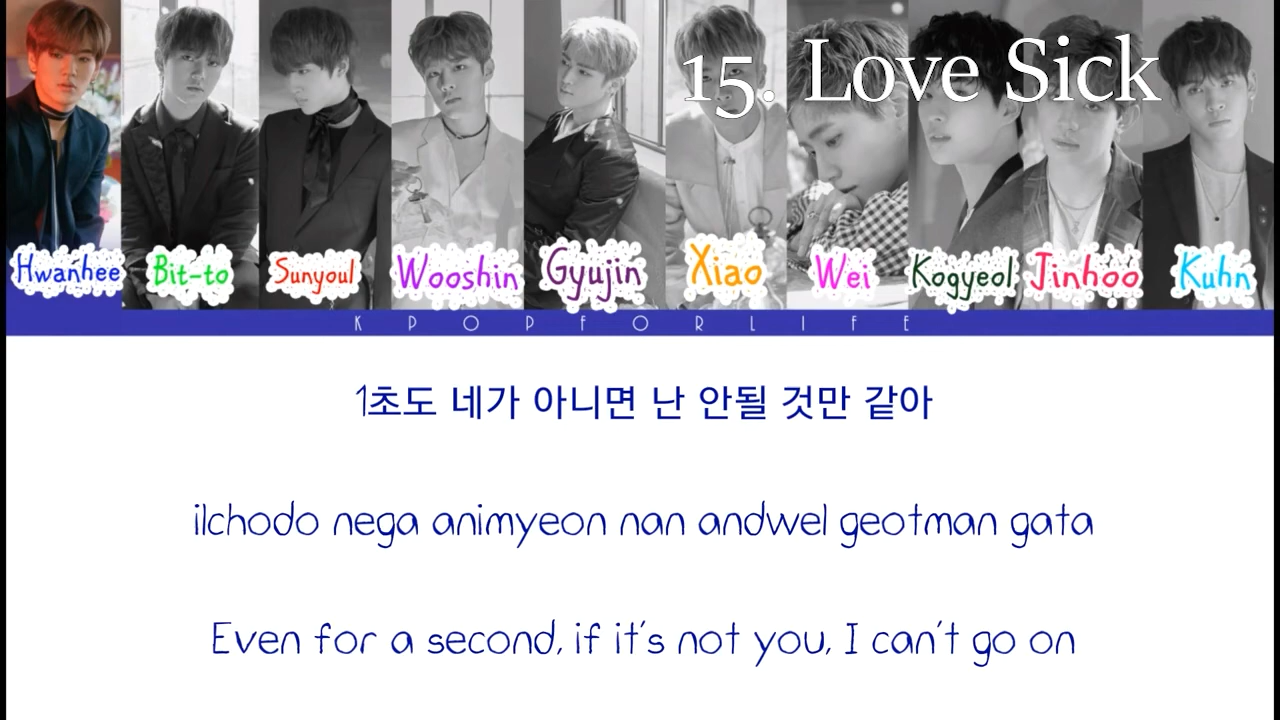 15. Love Sick
Hwanhee Bit-to Sunyoul Wooshin Gyujin Xiao Wei Kogyeol Jinhoo Kuhn
KPOPFORLIFE
1초도 네가 아니면 난 안될 것만 같아
ilchodo nega animyeon nan andwel geotman gata
Even for a second, if it's not you, I can't go on